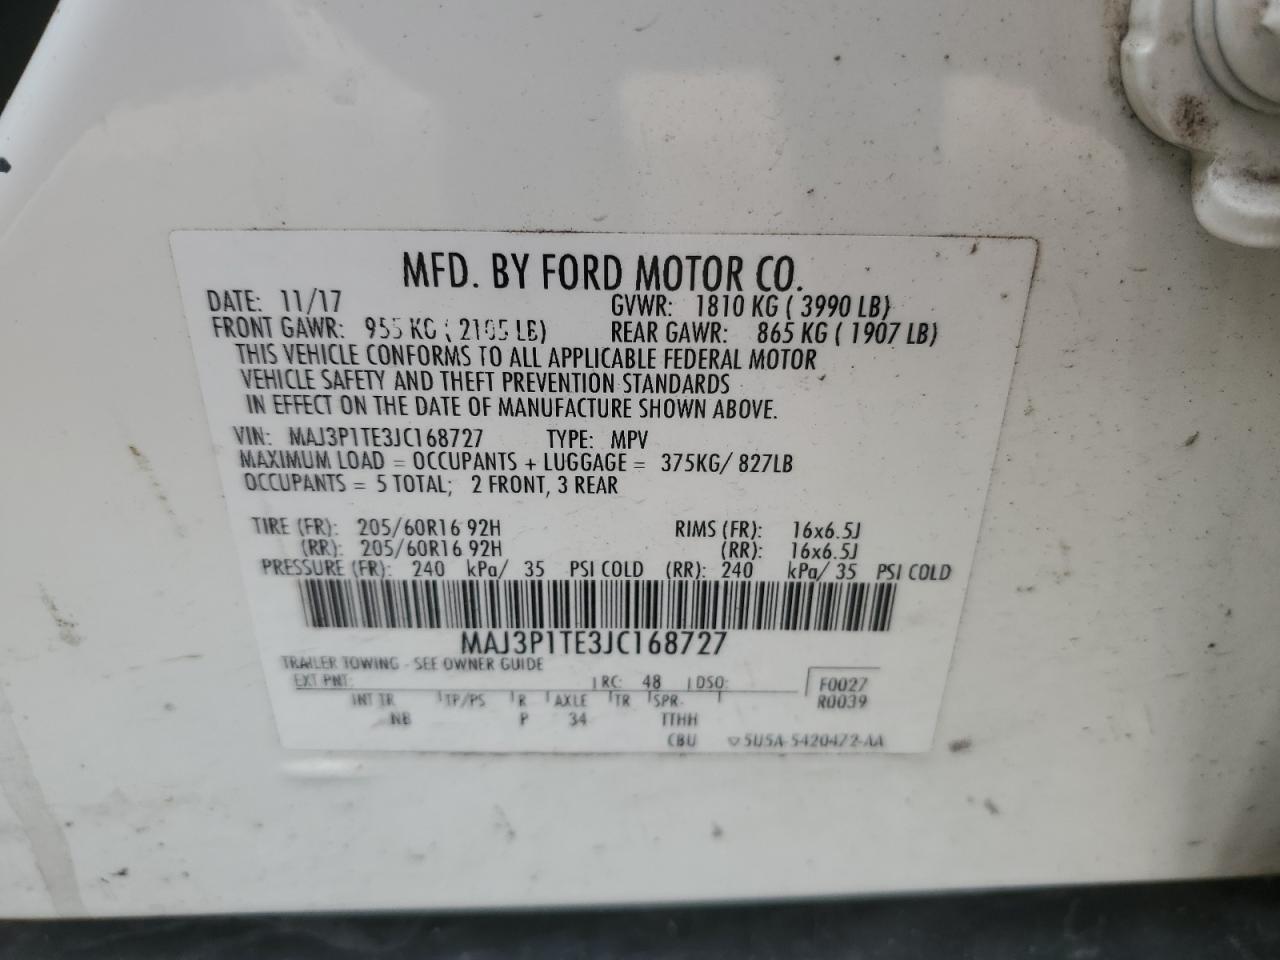 MFD. BY FORD MOTOR CO.
DATE: 11/17 GVWR: 1810 KG ( 3990 LB)
FRONT GAWR: 955 KG ( 2105 LB) REAR GAWR: 865 KG ( 1907 LB)
THIS VEHICLE CONFORMS TO ALL APPLICABLE FEDERAL MOTOR
VEHICLE SAFETY AND THEFT PREVENTION STANDARDS
IN EFFECT ON THE DATE OF MANUFACTURE SHOWN ABOVE.
VIN: MAJ3P1TE3JC168727 TYPE: MPV
MAXIMUM LOAD = OCCUPANTS + LUGGAGE = 375KG/ 827LB
OCCUPANTS = 5 TOTAL; 2 FRONT, 3 REAR
TIRE (FR): 205/60R16 92H RIMS (FR): 16x6.5J
(RR): 205/60R16 92H (RR): 16x6.5J
PRESSURE (FR): 240 kPa/ 35 PSI COLD (RR): 240 kPa/ 35 PSI COLD
MAJ3P1TE3JC168727
TRAILER TOWING - SEE OWNER GUIDE
EXT PNT: RC: 48 DSO: F0027
INT TR TP/PS R AXLE TR SPR R0039
NB P 34 TTHH
CBU 5U5A-5420472-AA